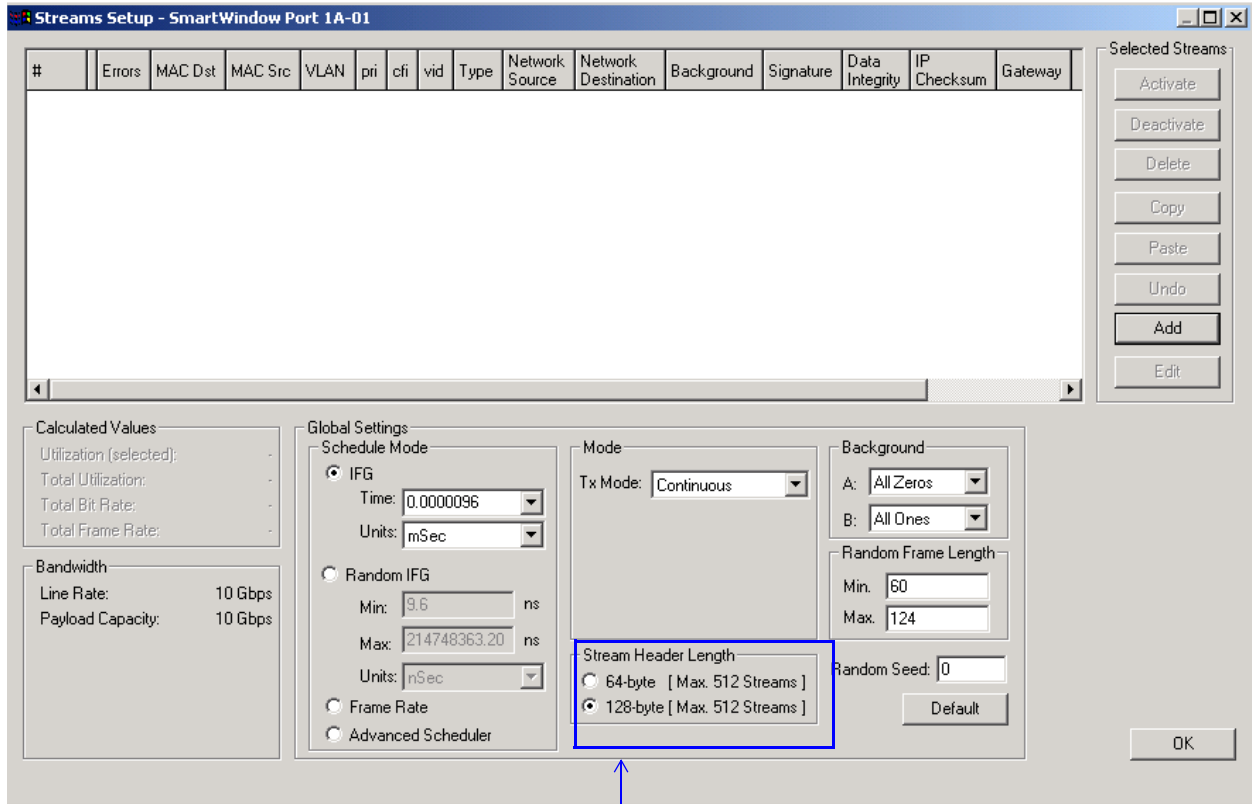 Streams Setup - SmartWindow Port 1A-01
# Errors MAC Dst MAC Src VLAN pri cfi vid Type Network Source Network Destination Background Signature Data Integrity IP Checksum Gateway
Selected Streams
Activate
Deactivate
Delete
Copy
Paste
Undo
Add
Edit
Calculated Values
Utilization (selected): -
Total Utilization: -
Total Bit Rate: -
Total Frame Rate: -
Bandwidth
Line Rate: 10 Gbps
Payload Capacity: 10 Gbps
Global Settings
Schedule Mode
IFG
Time: 0.0000096
Units: mSec
Random IFG
Min: 9.6 ns
Max: 214748363.20 ns
Units: nSec
Frame Rate
Advanced Scheduler
Mode
Tx Mode: Continuous
Stream Header Length
64-byte [ Max. 512 Streams ]
128-byte [ Max. 512 Streams ]
Background
A: All Zeros
B: All Ones
Random Frame Length
Min. 60
Max. 124
Random Seed: 0
Default
OK